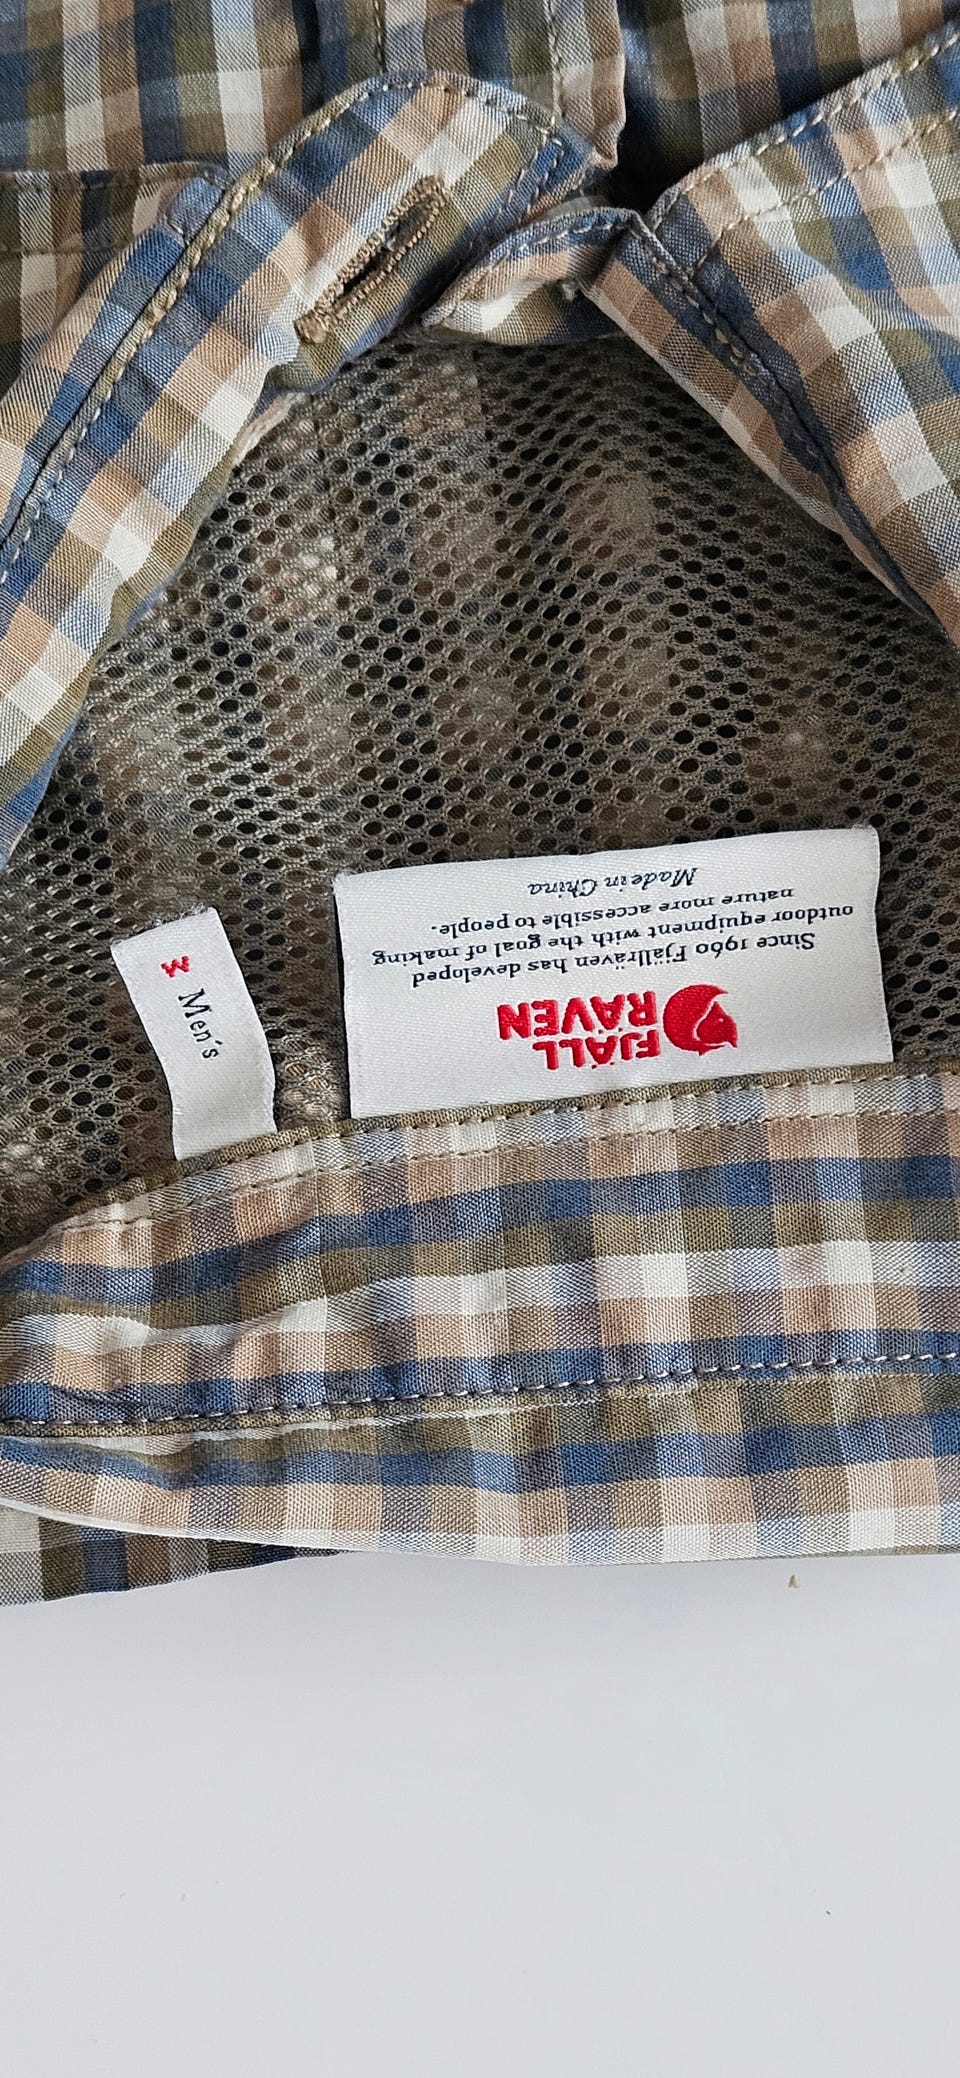 FJÄLL
RÄVEN
Since 1960 Fjällräven has developed
outdoor equipment with the goal of making
nature more accessible to people.
Made in China
Men's
M